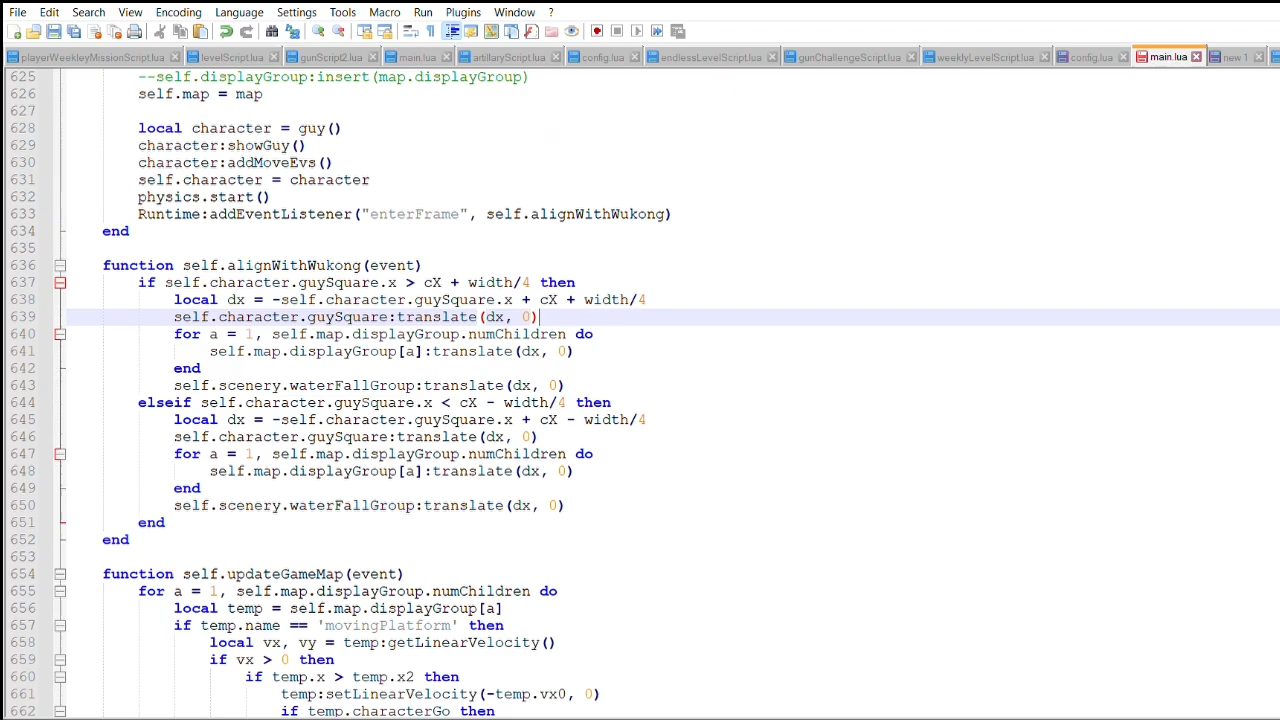 File Edit Search View Encoding Language Settings Tools Macro Run Plugins Window ?
playerWeekleyMissionScript.lua levelScript.lua gunScript2.lua main.lua artillaryScript.lua config.lua endlessLevelScript.lua gunChallengeScript.lua weeklyLevelScript.lua config.lua main.lua new 1
625 --self.displayGroup:insert(map.displayGroup)
626 self.map = map
627
628 local character = guy()
629 character:showGuy()
630 character:addMoveEvs()
631 self.character = character
632 physics.start()
633 Runtime:addEventListener("enterFrame", self.alignWithWukong)
634 end
635
636 function self.alignWithWukong(event)
637 if self.character.guySquare.x > cX + width/4 then
638 local dx = -self.character.guySquare.x + cX + width/4
639 self.character.guySquare:translate(dx, 0)
640 for a = 1, self.map.displayGroup.numChildren do
641 self.map.displayGroup[a]:translate(dx, 0)
642 end
643 self.scenery.waterFallGroup:translate(dx, 0)
644 elseif self.character.guySquare.x < cX - width/4 then
645 local dx = -self.character.guySquare.x + cX - width/4
646 self.character.guySquare:translate(dx, 0)
647 for a = 1, self.map.displayGroup.numChildren do
648 self.map.displayGroup[a]:translate(dx, 0)
649 end
650 self.scenery.waterFallGroup:translate(dx, 0)
651 end
652 end
653
654 function self.updateGameMap(event)
655 for a = 1, self.map.displayGroup.numChildren do
656 local temp = self.map.displayGroup[a]
657 if temp.name == 'movingPlatform' then
658 local vx, vy = temp:getLinearVelocity()
659 if vx > 0 then
660 if temp.x > temp.x2 then
661 temp:setLinearVelocity(-temp.vx0, 0)
662 if temp.characterGo then